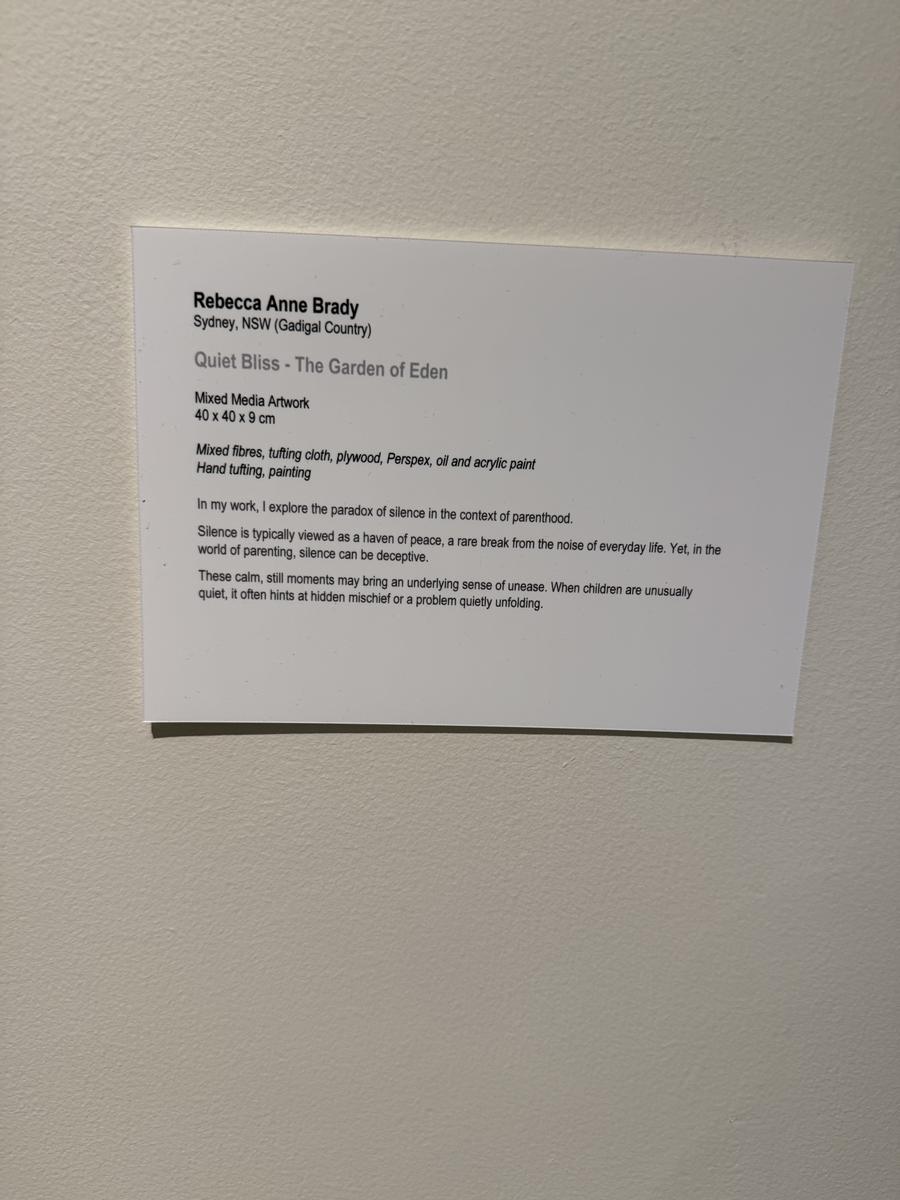 Rebecca Anne Brady
Sydney, NSW (Gadigal Country)
Quiet Bliss - The Garden of Eden
Mixed Media Artwork
40 x 40 x 9 cm
Mixed fibres, tufting cloth, plywood, Perspex, oil and acrylic paint
Hand tufting, painting
In my work, I explore the paradox of silence in the context of parenthood.
Silence is typically viewed as a haven of peace, a rare break from the noise of everyday life. Yet, in the
world of parenting, silence can be deceptive.
These calm, still moments may bring an underlying sense of unease. When children are unusually
quiet, it often hints at hidden mischief or a problem quietly unfolding.